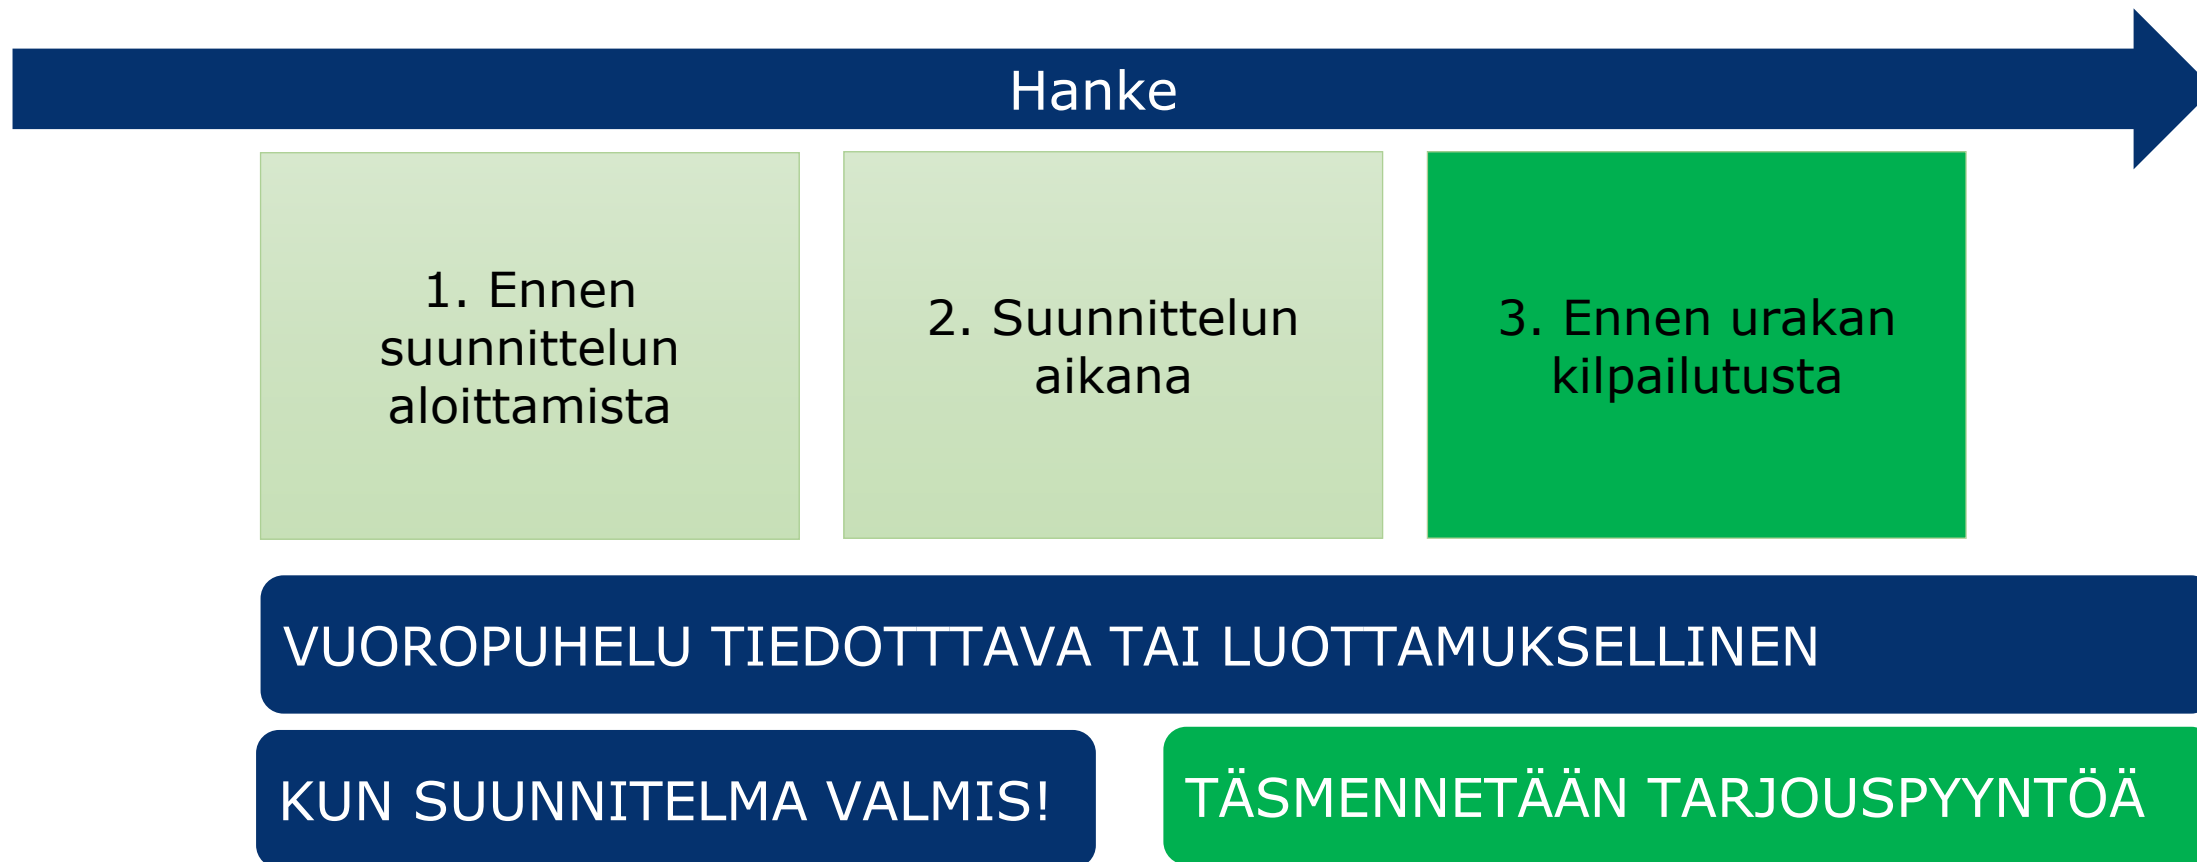 Hanke
1. Ennen
suunnittelun
aloittamista
2. Suunnittelun
aikana
3. Ennen urakan
kilpailutusta
VUOROPUHELU TIEDOTTTAVA TAI LUOTTAMUKSELLINEN
KUN SUUNNITELMA VALMIS!
TÄSMENNETÄÄN TARJOUSPYYNTÖÄ